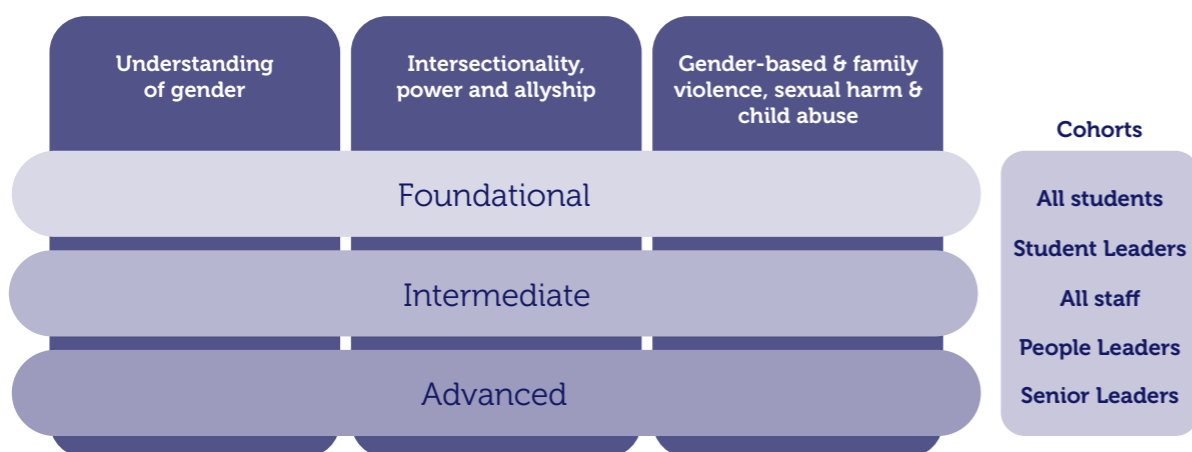 Understanding
of gender
Intersectionality,
power and allyship
Gender-based & family
violence, sexual harm &
child abuse
Foundational
Intermediate
Advanced
Cohorts
All students
Student Leaders
All staff
People Leaders
Senior Leaders